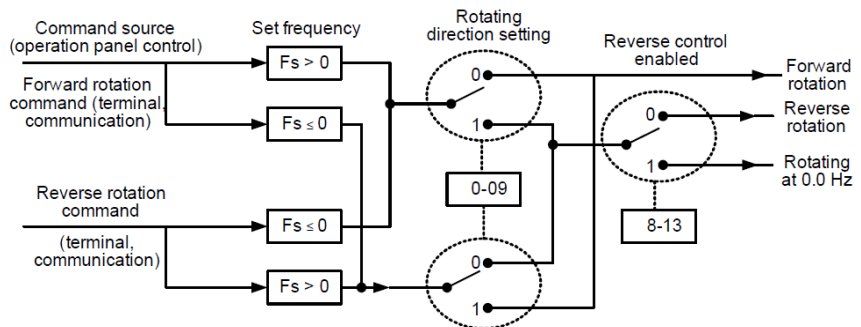 Command source
(operation panel control)
Set frequency
Rotating
direction setting
Reverse control
enabled
Fs > 0
0
Forward
rotation
Forward rotation
command (terminal,
communication)
Fs ≤ 0
1
0
Reverse
rotation
1
Rotating
at 0.0 Hz
0-09
8-13
Reverse rotation
command
Fs ≤ 0
(terminal,
communication)
Fs > 0
0
1